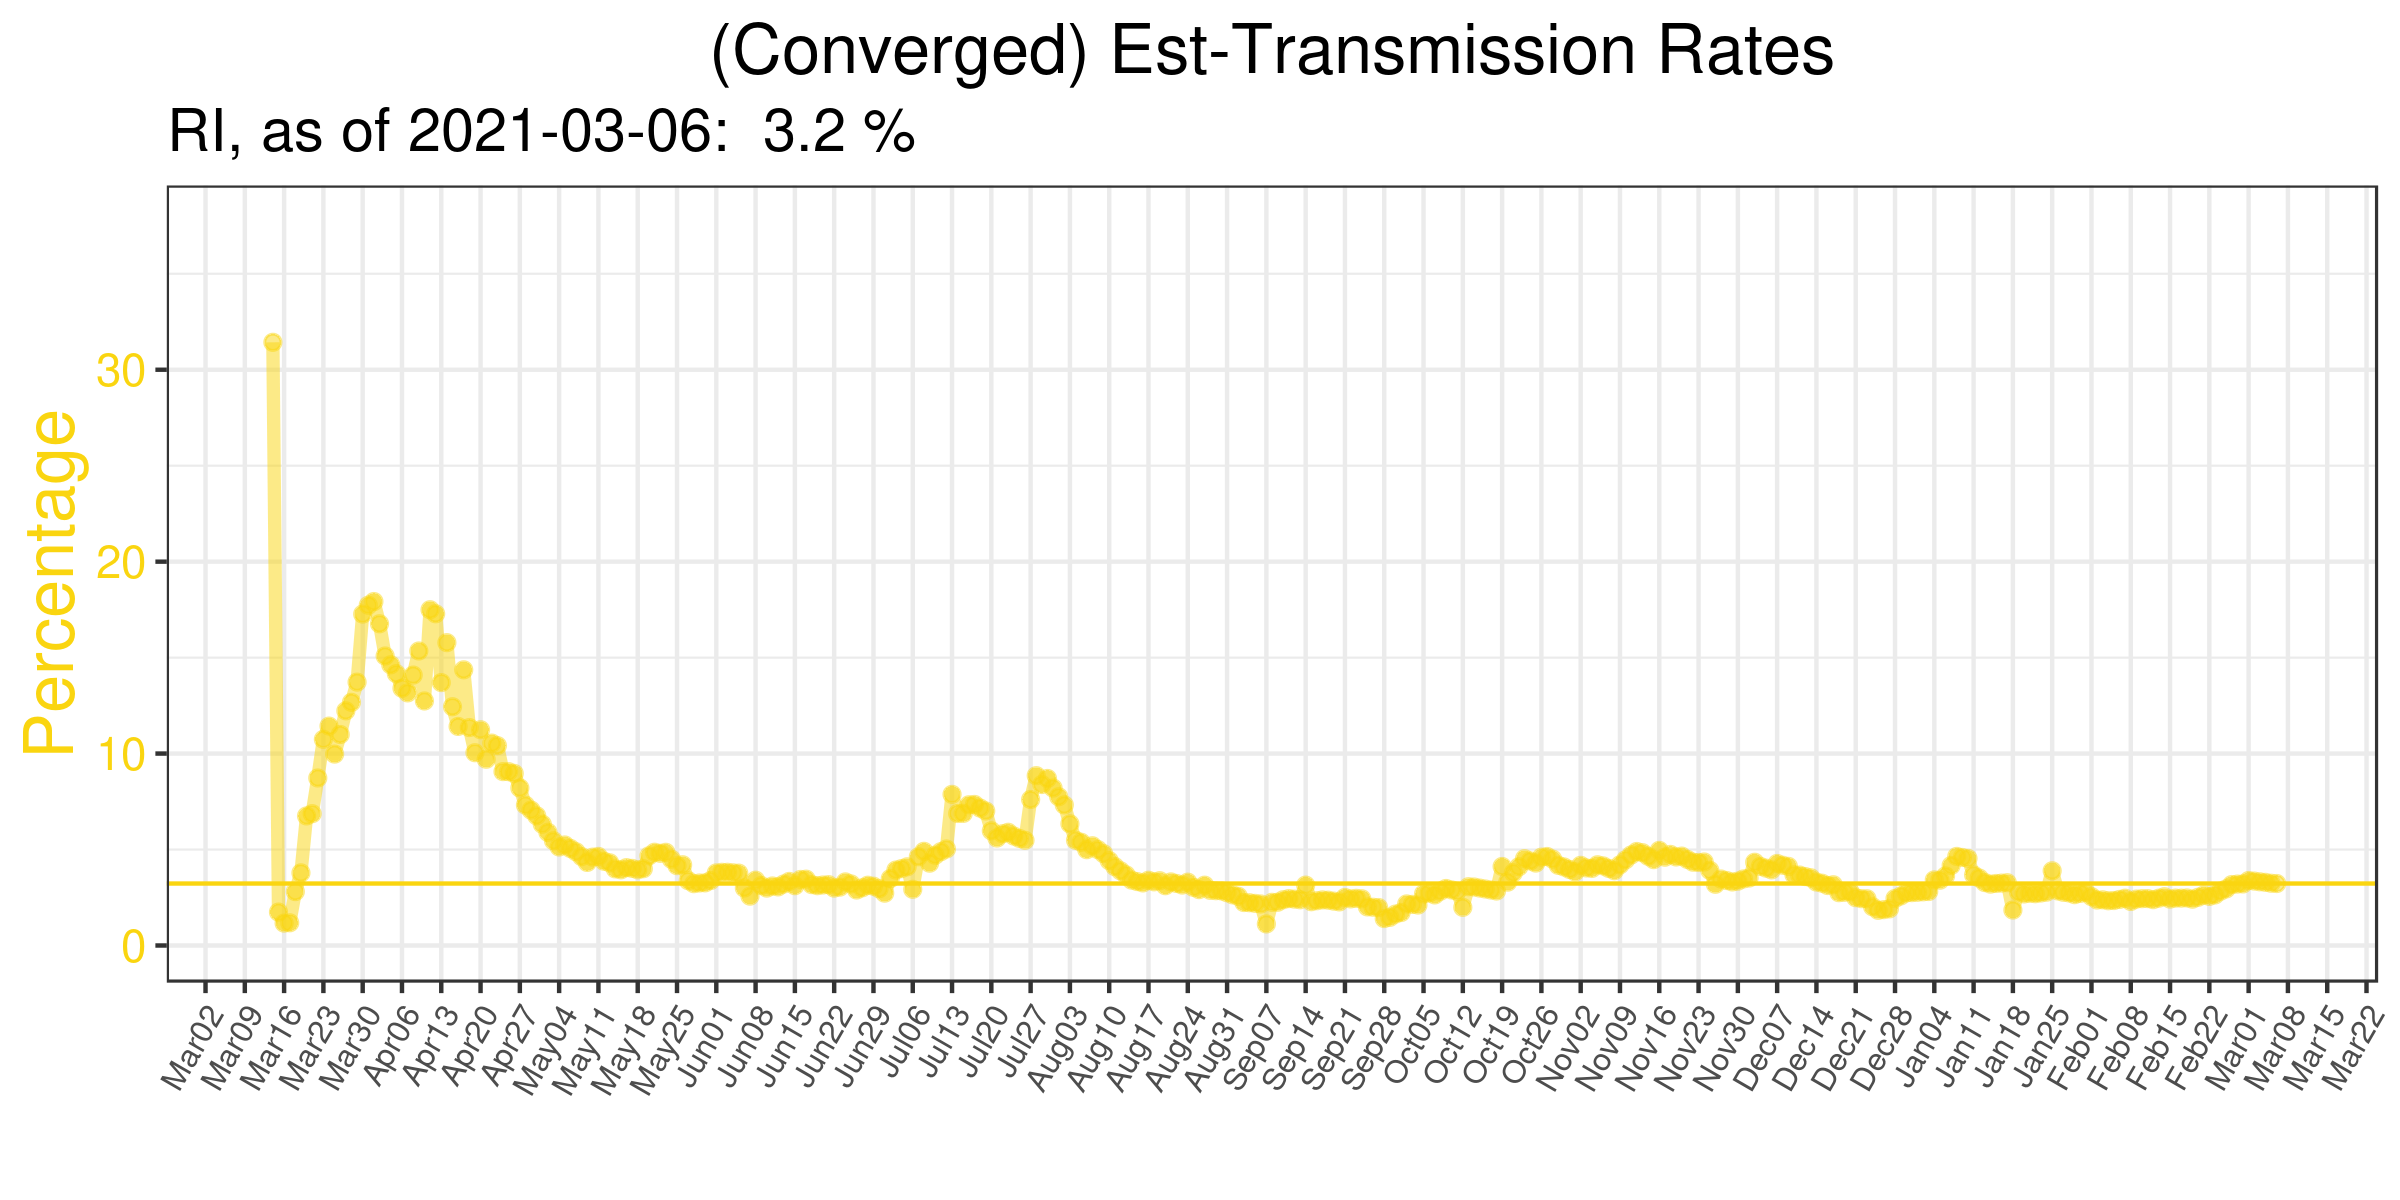 (Converged) Est-Transmission Rates
RI, as of 2021-03-06:  3.2 %
Percentage
30
20
10
0
Mar02
Mar09
Mar16
Mar23
Mar30
Apr06
Apr13
Apr20
Apr27
May04
May11
May18
May25
Jun01
Jun08
Jun15
Jun22
Jun29
Jul06
Jul13
Jul20
Jul27
Aug03
Aug10
Aug17
Aug24
Aug31
Sep07
Sep14
Sep21
Sep28
Oct05
Oct12
Oct19
Oct26
Nov02
Nov09
Nov16
Nov23
Nov30
Dec07
Dec14
Dec21
Dec28
Jan04
Jan11
Jan18
Jan25
Feb01
Feb08
Feb15
Feb22
Mar01
Mar08
Mar15
Mar22